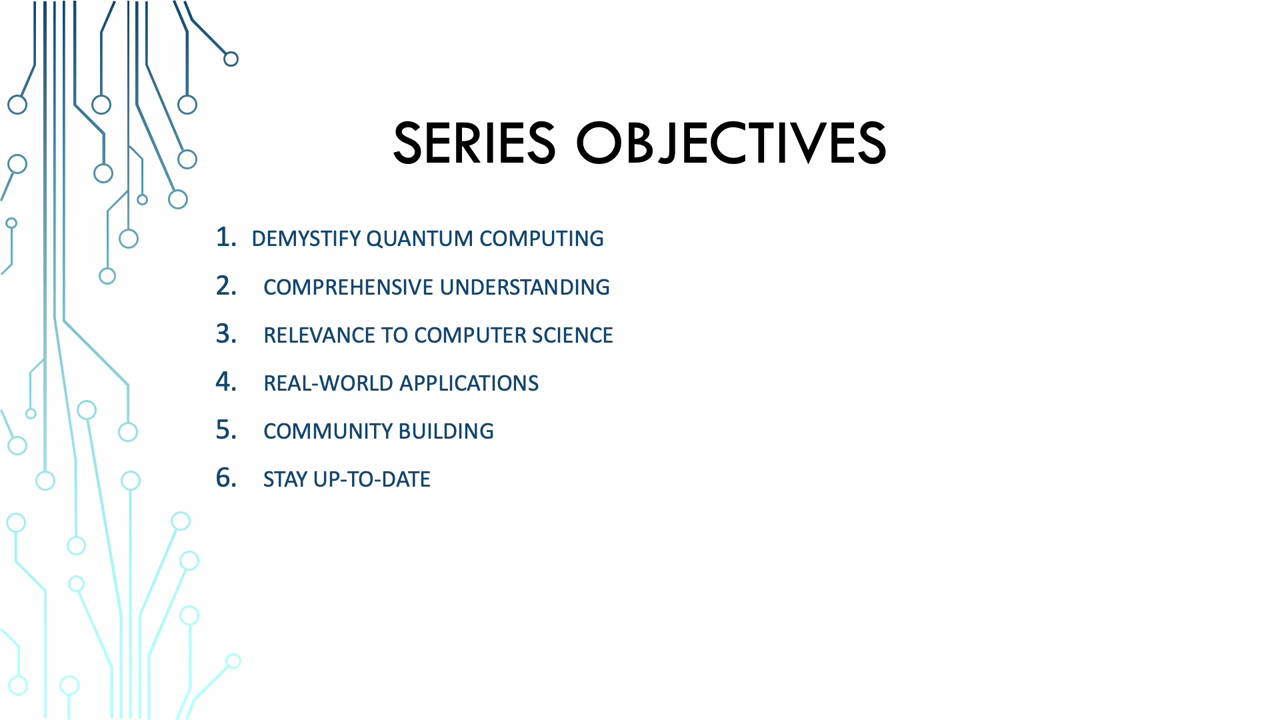 SERIES OBJECTIVES
1. DEMYSTIFY QUANTUM COMPUTING
2. COMPREHENSIVE UNDERSTANDING
3. RELEVANCE TO COMPUTER SCIENCE
4. REAL-WORLD APPLICATIONS
5. COMMUNITY BUILDING
6. STAY UP-TO-DATE